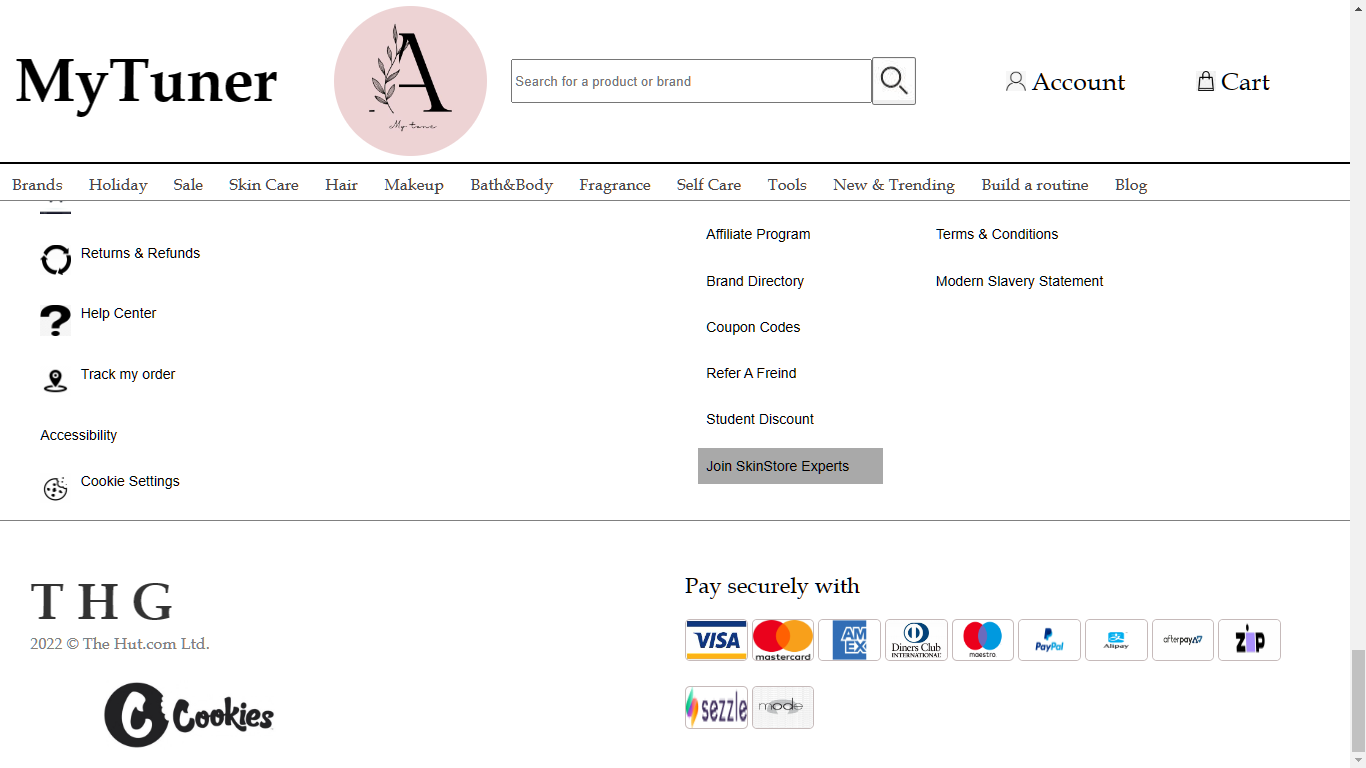 MyTuner
A
My tuner
Search for a product or brand
Account
Cart
Brands Holiday Sale Skin Care Hair Makeup Bath&Body Fragrance Self Care Tools New & Trending Build a routine Blog
Returns & Refunds
Help Center
Track my order
Accessibility
Cookie Settings
Affiliate Program
Brand Directory
Coupon Codes
Refer A Freind
Student Discount
Join SkinStore Experts
Terms & Conditions
Modern Slavery Statement
T H G
2022 © The Hut.com Ltd.
Cookies
Pay securely with
VISA
mastercard
AM
EX
Diners Club
INTERNATIONAL
maestro
PayPal
Alipay
afterpay
zip
sezzle
mode